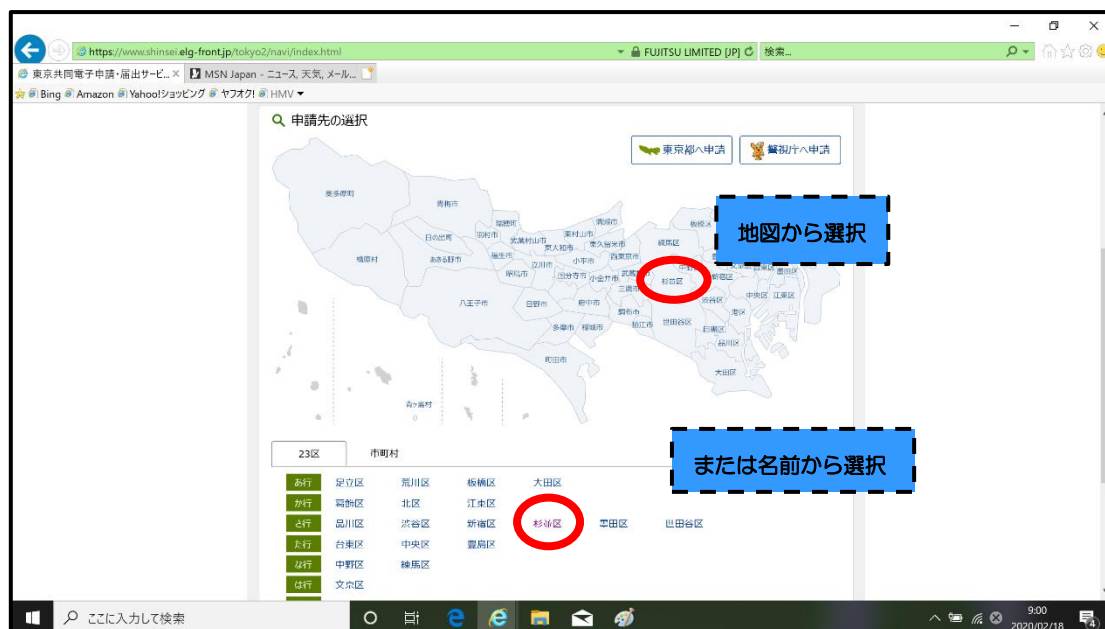 https://www.shinsei.elg-front.jp/tokyo2/navi/index.html
FUJITSU LIMITED [JP]
検索...
東京共同電子申請・届出サービ...
MSN Japan - ニュース, 天気, メール...
Bing Amazon Yahoo!ショッピング ヤフオク! HMV
申請先の選択
東京都へ申請
警視庁へ申請
地図から選択
奥多摩町
青梅市
瑞穂町
清瀬市
板橋区
日の出町
羽村市
武蔵村山市
東村山市
東大和市
東久留米市
練馬区
檜原村
あきる野市
福生市
立川市
小平市
西東京市
昭島市
国分寺市
小金井市
杉並区
新宿区
墨田区
三鷹市
八王子市
日野市
府中市
渋谷区
中央区
江東区
調布市
港区
多摩市
稲城市
狛江市
世田谷区
目黒区
品川区
町田市
大田区
青ヶ島村
23区
市町村
または名前から選択
あ行 足立区 荒川区 板橋区 大田区
か行 葛飾区 北区 江東区
さ行 品川区 渋谷区 新宿区 杉並区 墨田区 世田谷区
た行 台東区 中央区 豊島区
な行 中野区 練馬区
は行 文京区
ここに入力して検索
9:00
2020/02/18
4